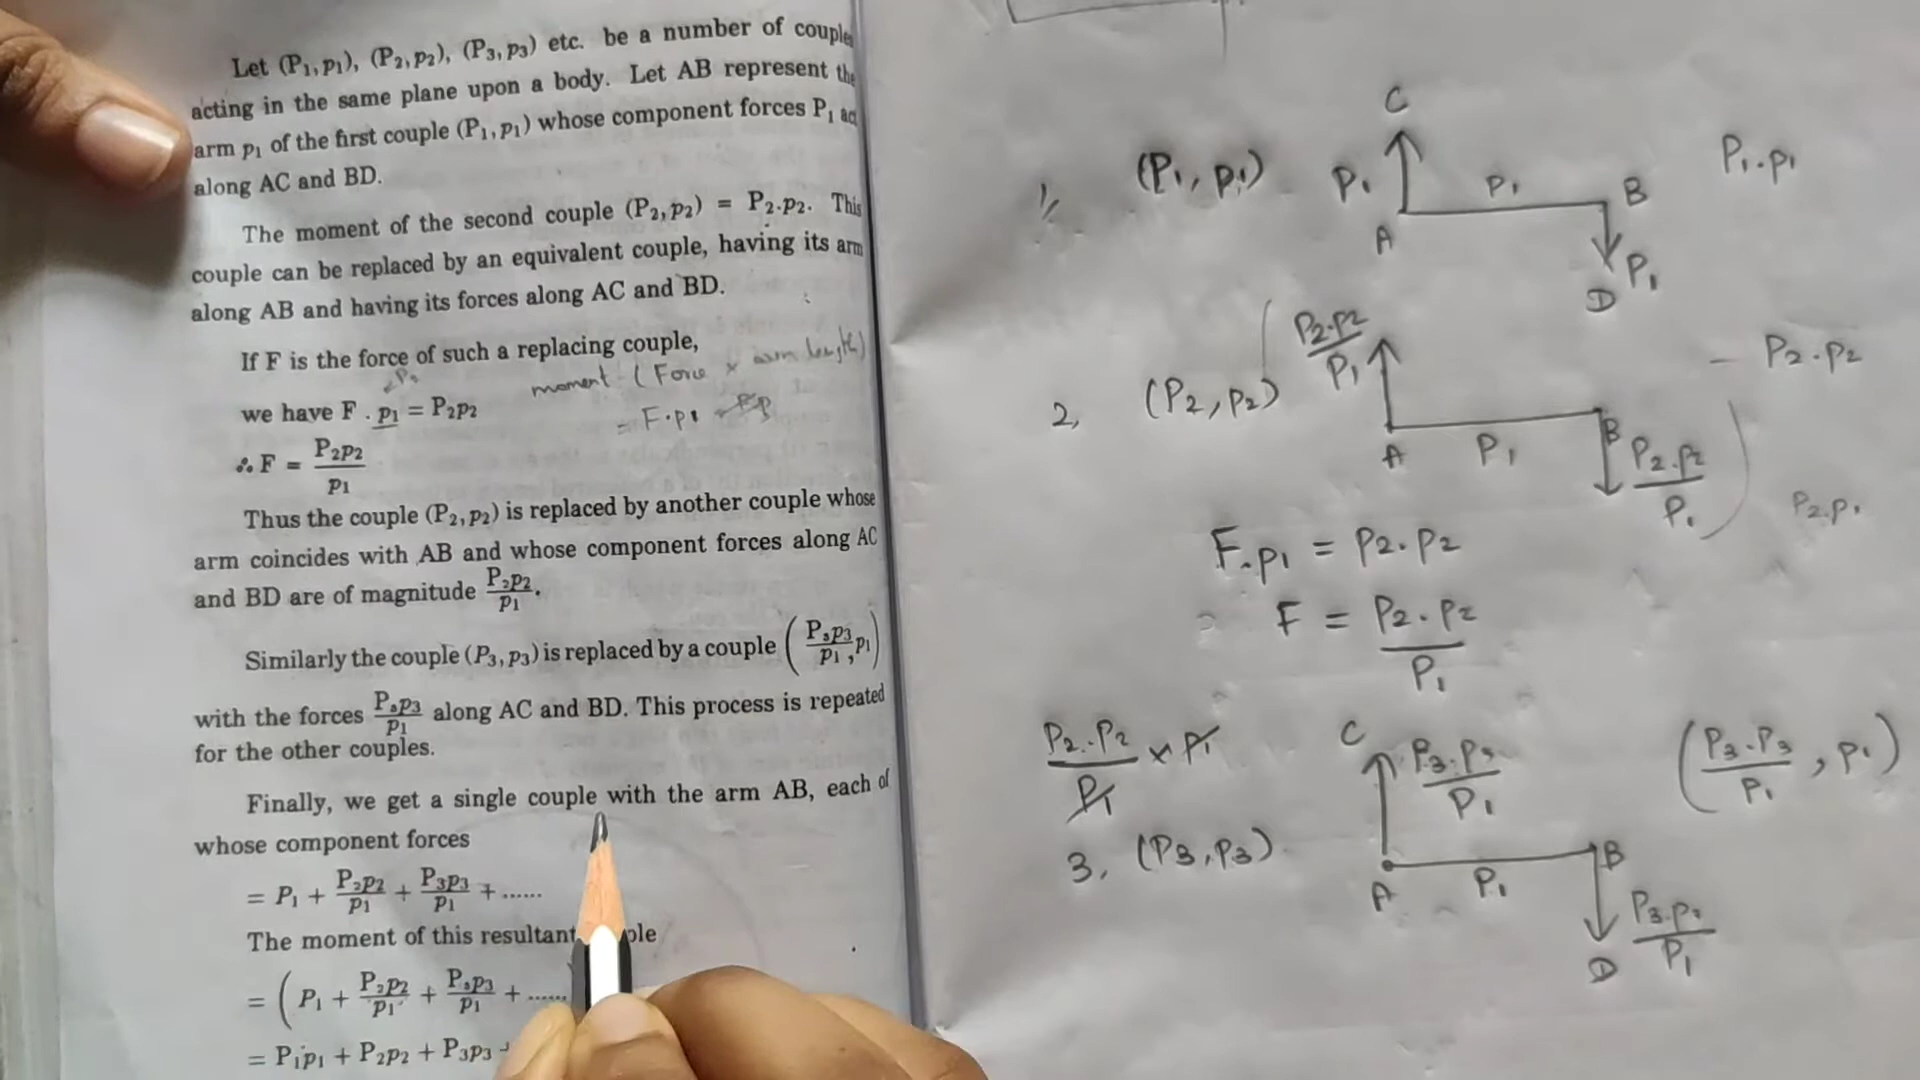 Let (P₁, p₁), (P₂, p₂), (P₃, p₃) etc. be a number of couple
acting in the same plane upon a body. Let AB represent the
arm p₁ of the first couple (P₁, p₁) whose component forces P₁ act
along AC and BD.
The moment of the second couple (P₂, p₂) = P₂.p₂. This
couple can be replaced by an equivalent couple, having its arm
along AB and having its forces along AC and BD.
If F is the force of such a replacing couple,
moment (Force × arm length)
we have F . p₁ = P₂p₂
= F·p₁
∴ F = P₂p₂/p₁
Thus the couple (P₂, p₂) is replaced by another couple whose
arm coincides with AB and whose component forces along AC
and BD are of magnitude P₂p₂/p₁.
Similarly the couple (P₃, p₃) is replaced by a couple (P₃p₃/p₁, p₁)
with the forces P₃p₃/p₁ along AC and BD. This process is repeated
for the other couples.
Finally, we get a single couple with the arm AB, each of
whose component forces
= P₁ + P₂p₂/p₁ + P₃p₃/p₁ + ......
The moment of this resultant ple
= ( P₁ + P₂p₂/p₁ + P₃p₃/p₁ + ......
= P₁p₁ + P₂p₂ + P₃p₃
C
1, (P₁, p₁) P₁ p₁ B P₁.p₁
A P₁
D
P₂.p₂/P₁
2, (P₂, p₂) - P₂.p₂
A P₁ B P₂.p₂/P₁
P₂.p₁
F.p₁ = P₂.p₂
F = P₂.p₂/P₁
P₂.p₂/p₁ × p₁
C P₃.p₃/P₁ (P₃.p₃/p₁, p₁)
3, (P₃, p₃) A P₁ B
D P₃.p₃/P₁